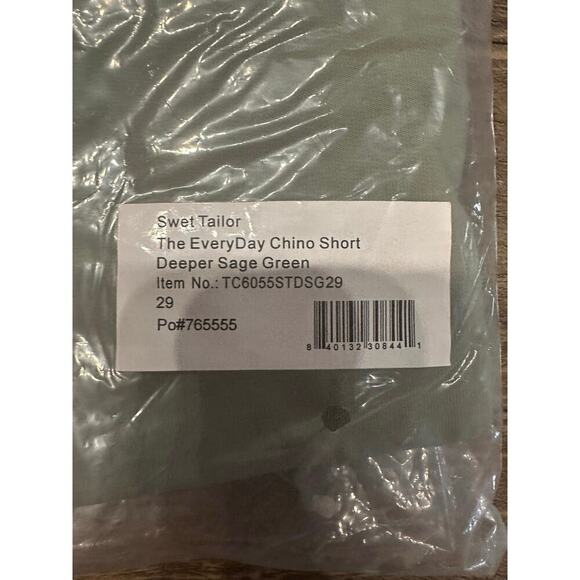 Swet Tailor
The EveryDay Chino Short
Deeper Sage Green
Item No.: TC6055STDSG29
29
Po#765555
8 40132 30844 1